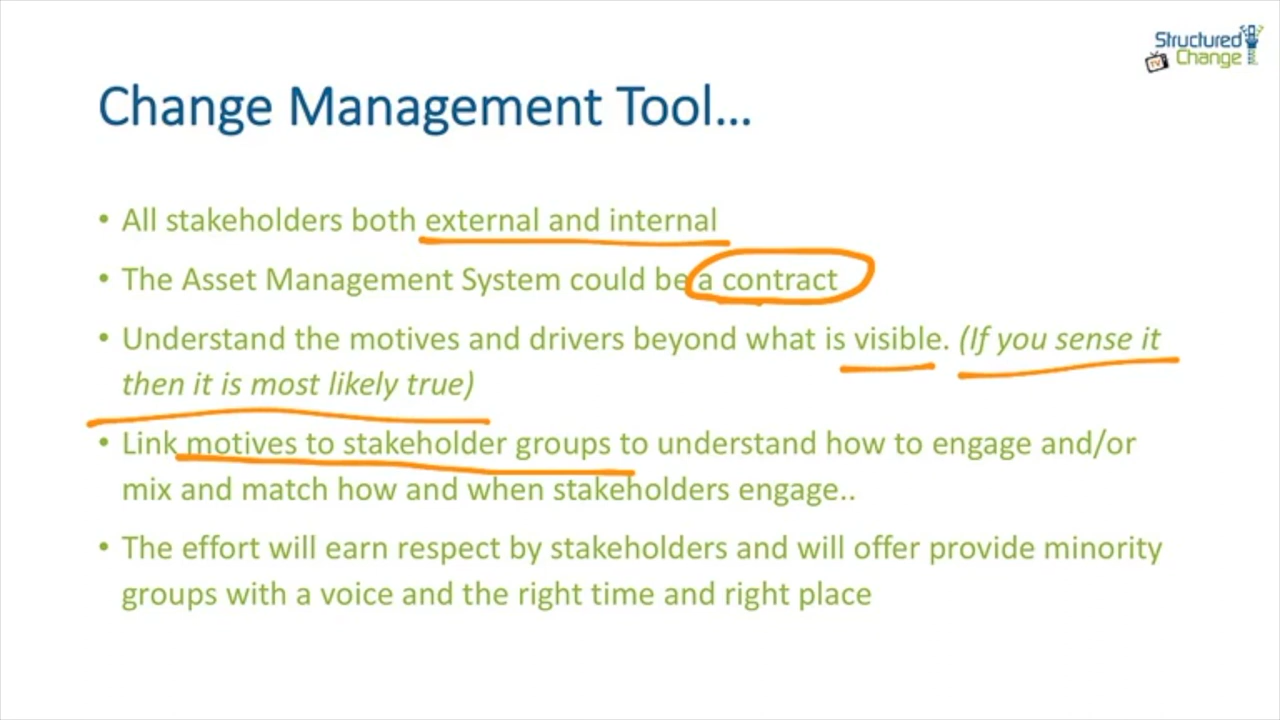 Structured
TV Change
Change Management Tool...
• All stakeholders both external and internal
• The Asset Management System could be a contract
• Understand the motives and drivers beyond what is visible. (If you sense it
then it is most likely true)
• Link motives to stakeholder groups to understand how to engage and/or
mix and match how and when stakeholders engage..
• The effort will earn respect by stakeholders and will offer provide minority
groups with a voice and the right time and right place